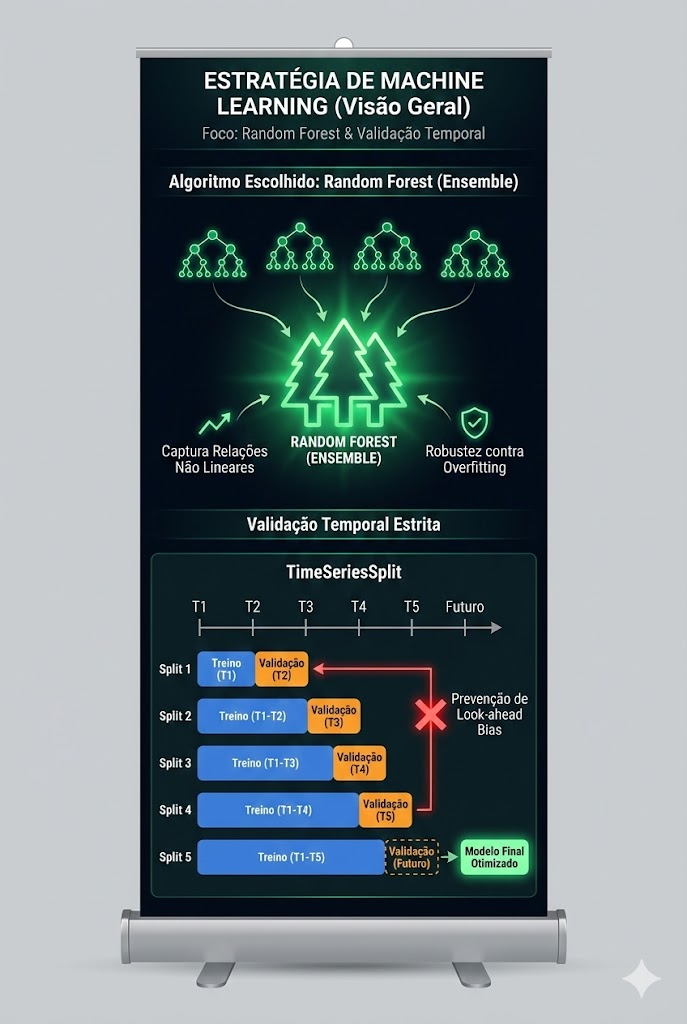 ESTRATÉGIA DE MACHINE
LEARNING (Visão Geral)
Foco: Random Forest & Validação Temporal
Algoritmo Escolhido: Random Forest (Ensemble)
Captura Relações
Não Lineares
RANDOM FOREST
(ENSEMBLE)
Robustez contra
Overfitting
Validação Temporal Estrita
TimeSeriesSplit
T1 T2 T3 T4 T5 Futuro
Split 1
Treino
(T1)
Validação
(T2)
Split 2
Treino (T1-T2)
Validação
(T3)
Prevenção de
Look-ahead
Bias
Split 3
Treino (T1-T3)
Validação
(T4)
Split 4
Treino (T1-T4)
Validação
(T5)
Split 5
Treino (T1-T5)
Validação
(Futuro)
Modelo Final
Otimizado